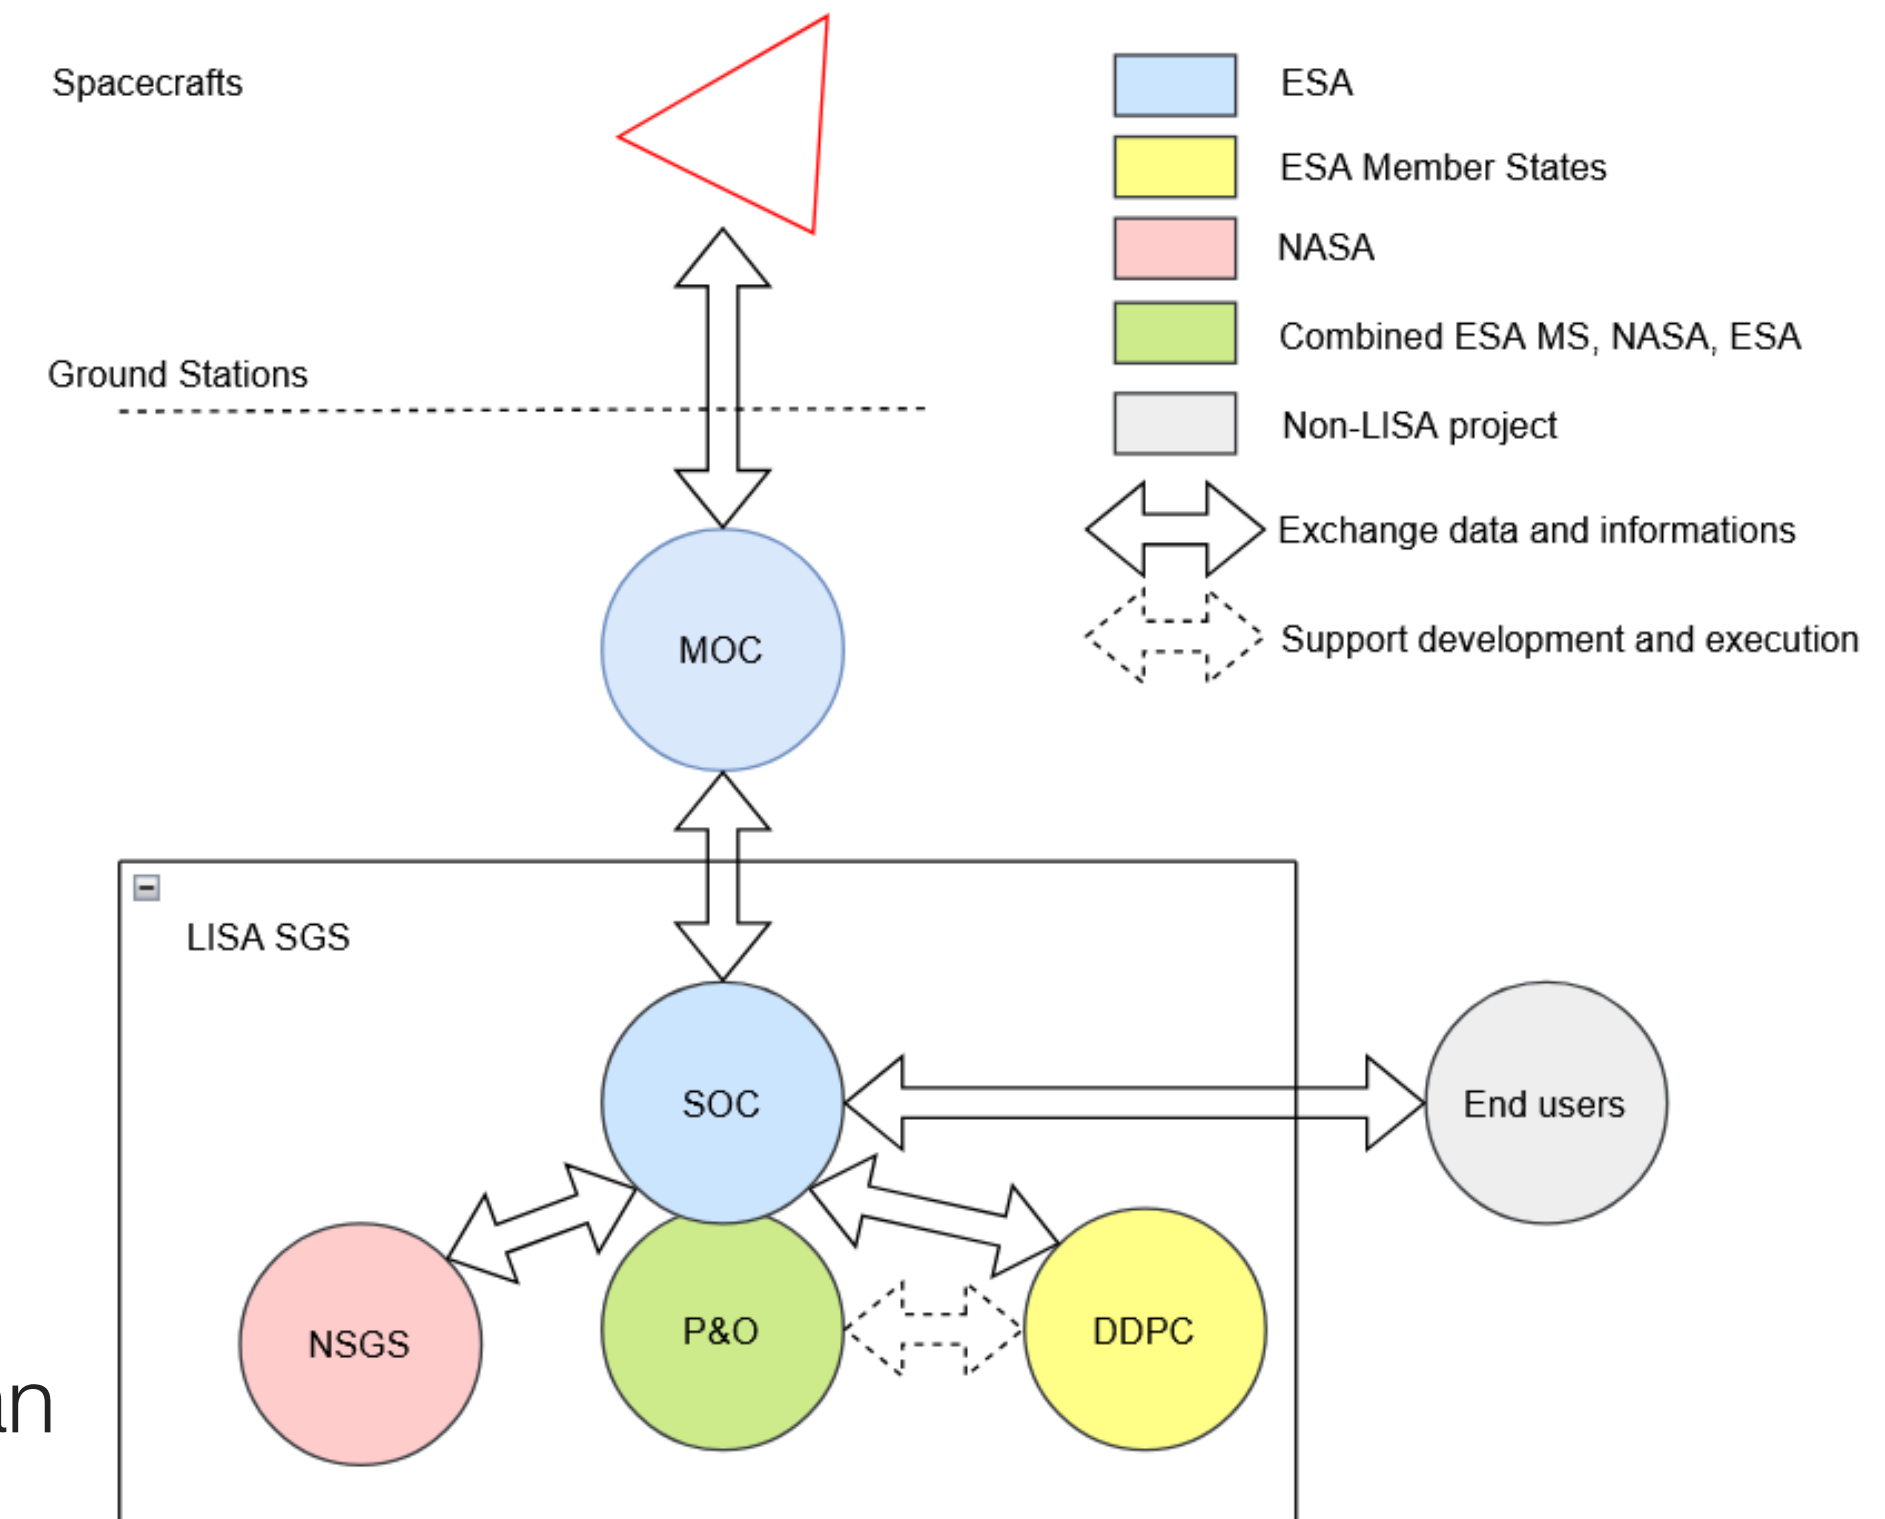 Spacecrafts
Ground Stations
ESA
ESA Member States
NASA
Combined ESA MS, NASA, ESA
Non-LISA project
Exchange data and informations
Support development and execution
MOC
LISA SGS
SOC
End users
NSGS
P&O
DDPC